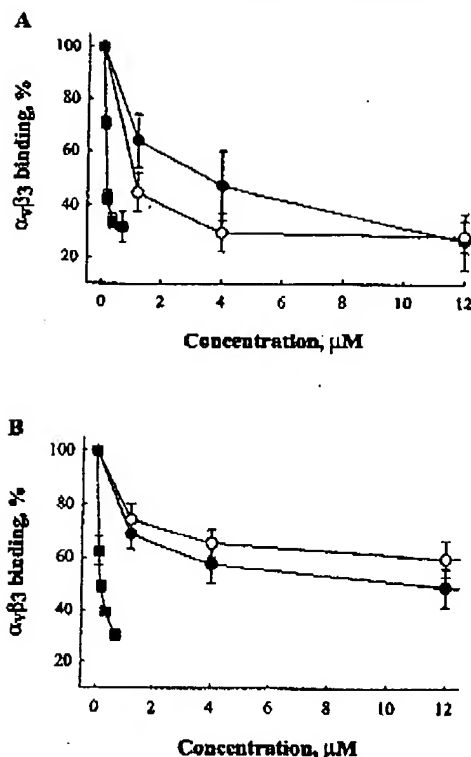 A
100
80
60
40
20
αvβ3 binding, %
0 2 4 6 8 10 12
Concentration, μM
B
100
80
60
40
20
αvβ3 binding, %
0 2 4 6 8 10 12
Concentration, μM